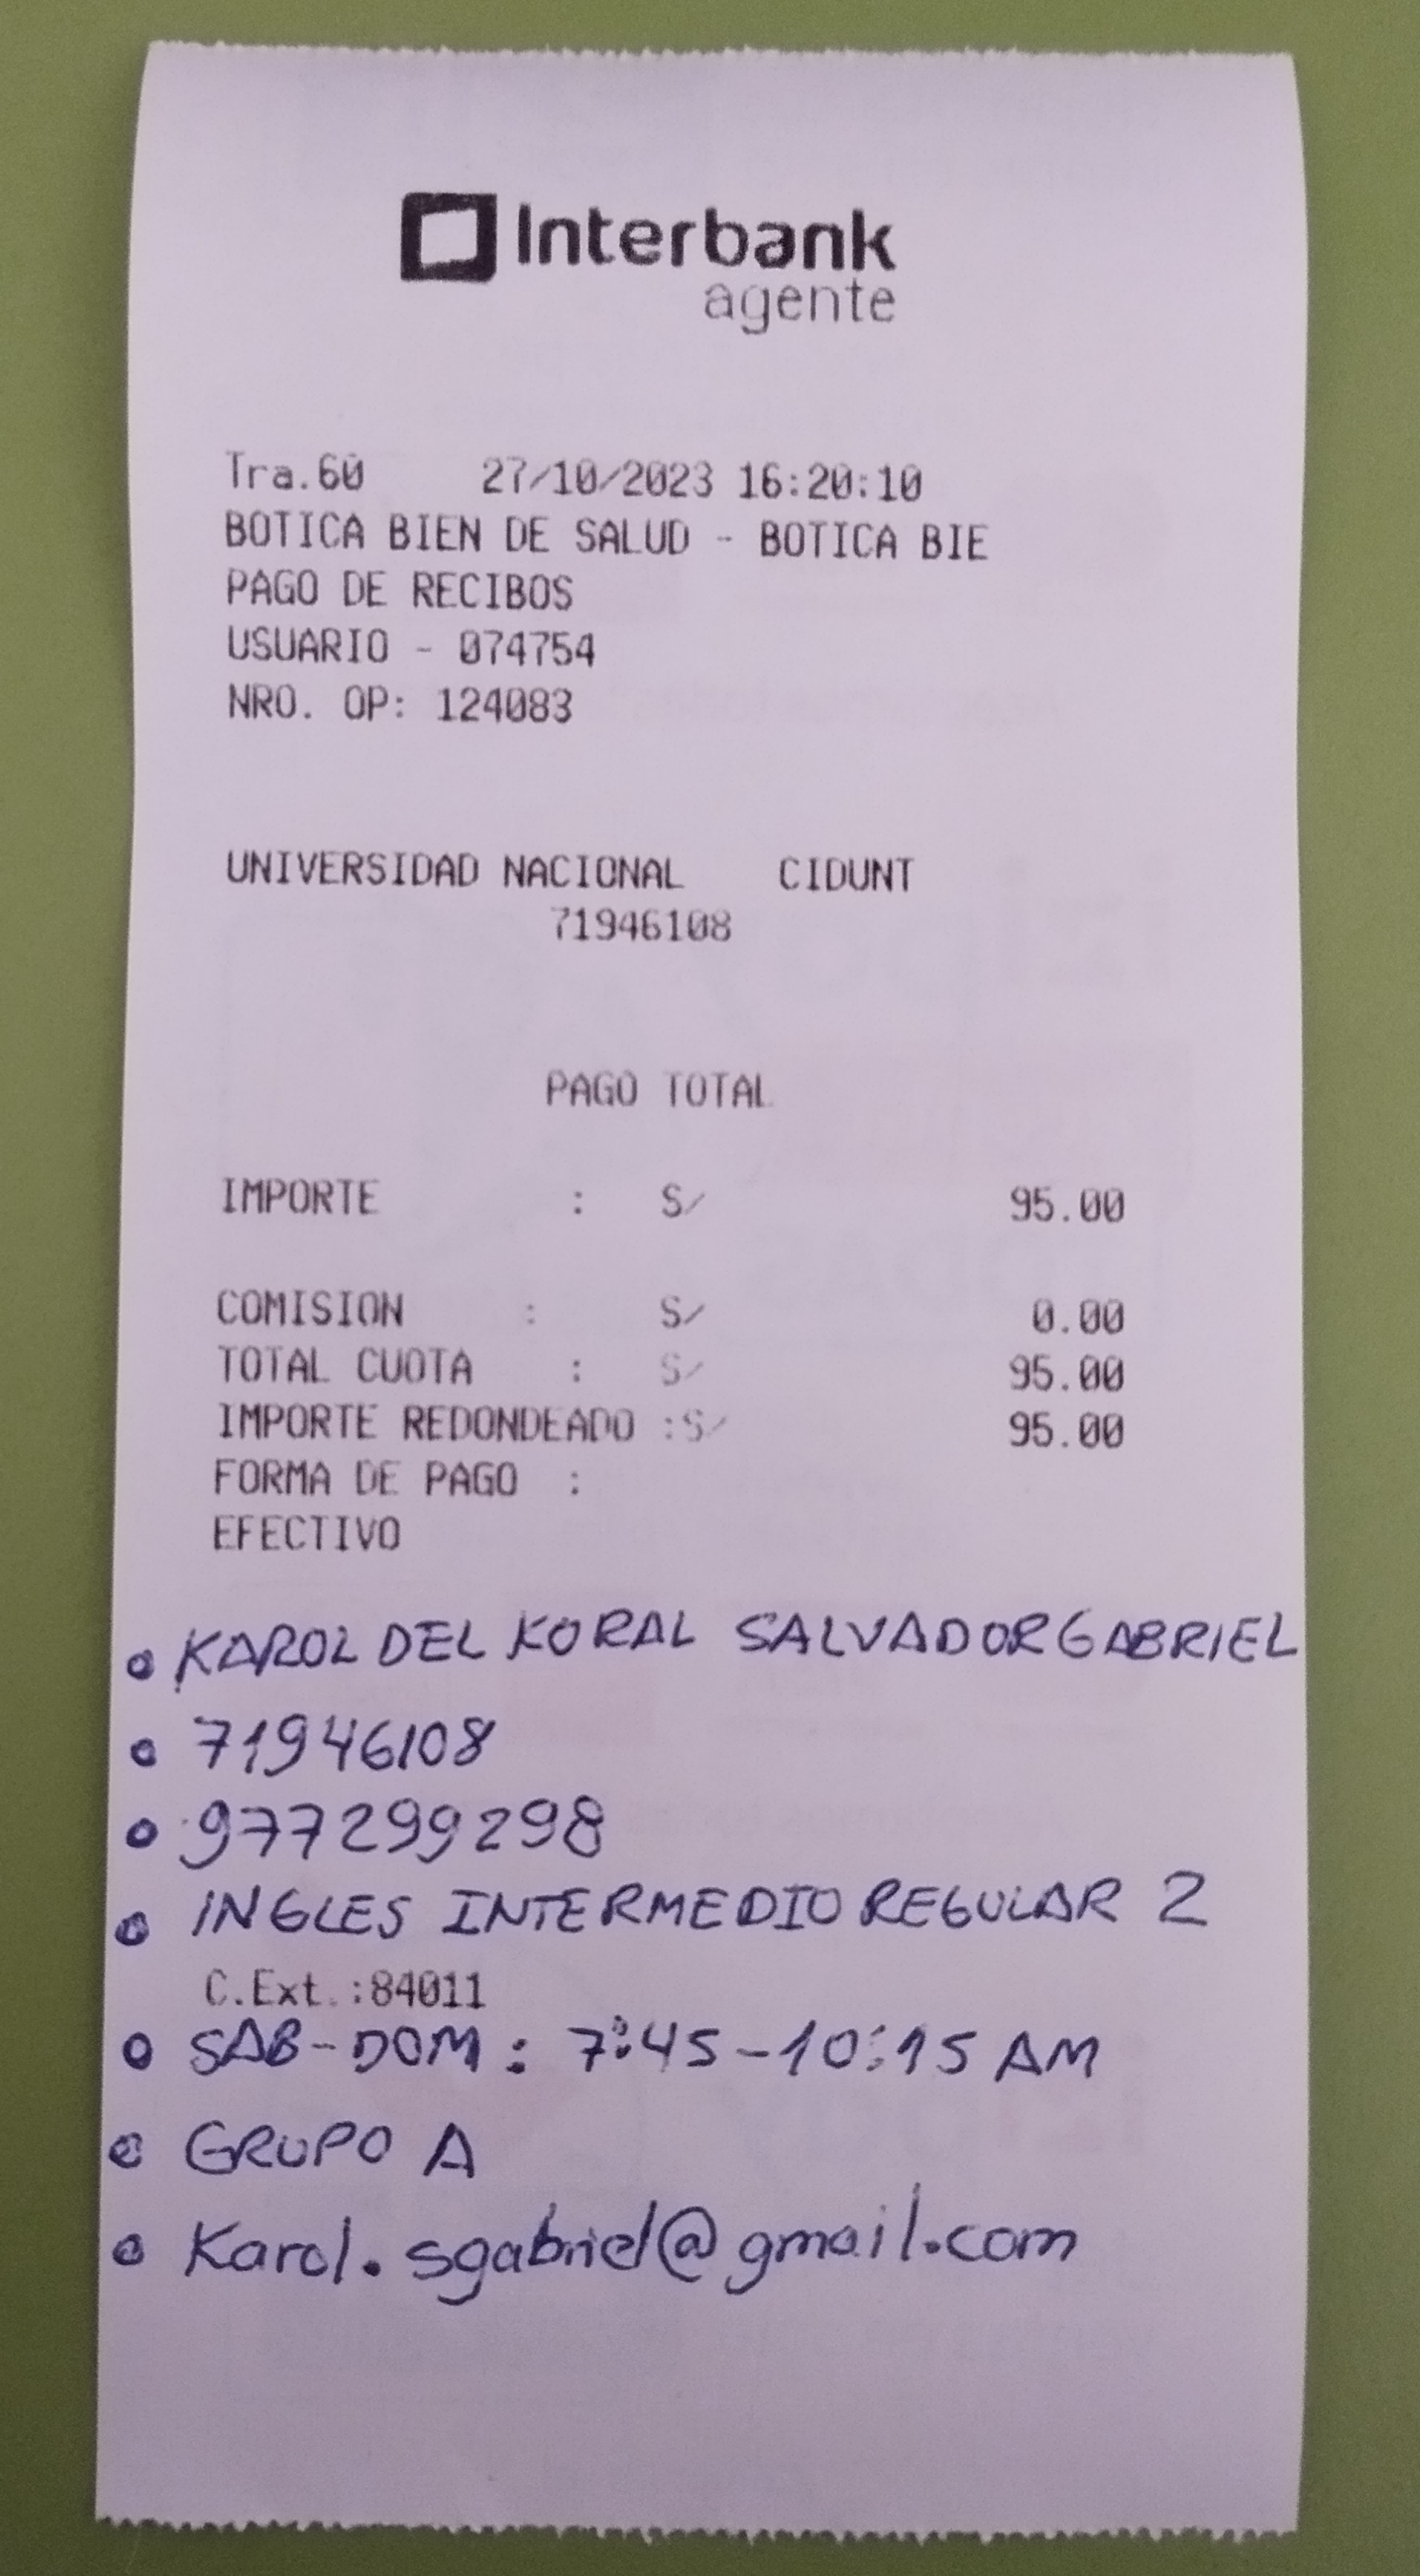 Interbank
agente
Tra.60 27/10/2023 16:20:10
BOTICA BIEN DE SALUD - BOTICA BIE
PAGO DE RECIBOS
USUARIO - 074754
NRO. OP: 124083
UNIVERSIDAD NACIONAL CIDUNT
71946108
PAGO TOTAL
IMPORTE : S/ 95.00
COMISION : S/ 0.00
TOTAL CUOTA : S/ 95.00
IMPORTE REDONDEADO :S/ 95.00
FORMA DE PAGO :
EFECTIVO
• KAROL DEL KORAL SALVADOR GABRIEL
• 71946108
• 977299298
• INGLES INTERMEDIO REGULAR 2
C.Ext.:84011
• SAB-DOM: 7:45-10:15 AM
• GRUPO A
• Karol.sgabriel@gmail.com